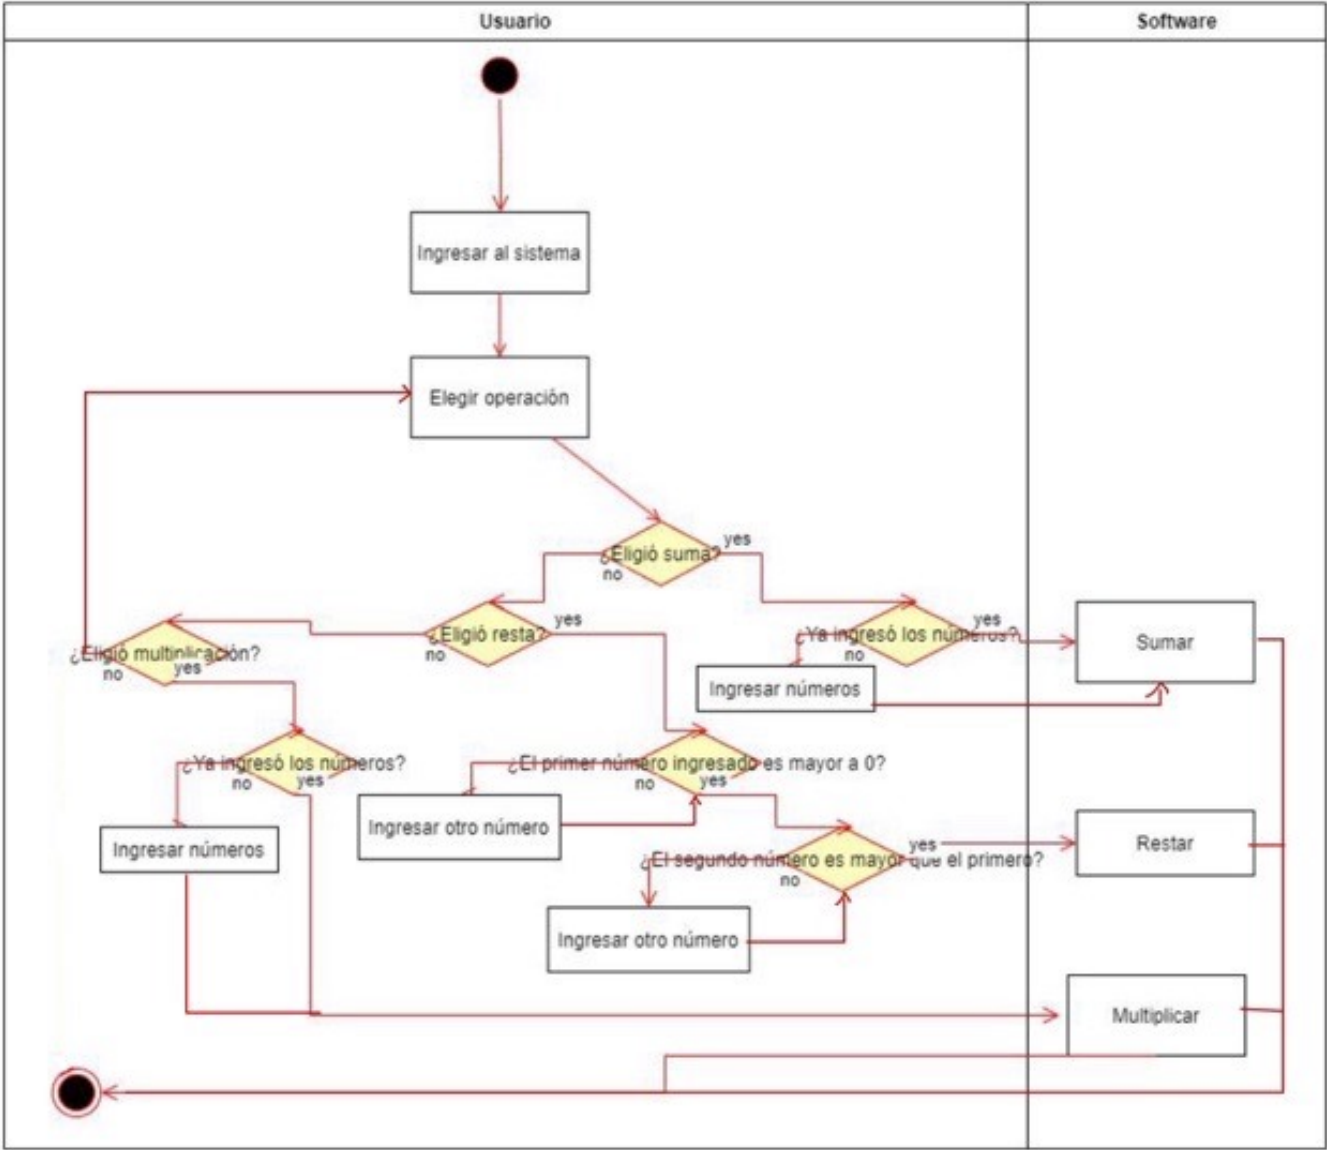 Usuario
Software
Ingresar al sistema
Elegir operación
¿Eligió suma?
yes
no
¿Eligió resta?
yes
no
¿Ya ingresó los números?
yes
no
Sumar
¿Eligió multiplicación?
yes
no
Ingresar números
¿Ya ingresó los números?
no
yes
¿El primer número ingresado es mayor a 0?
no
yes
Ingresar otro número
Ingresar números
¿El segundo número es mayor que el primero?
yes
no
Restar
Ingresar otro número
Multiplicar